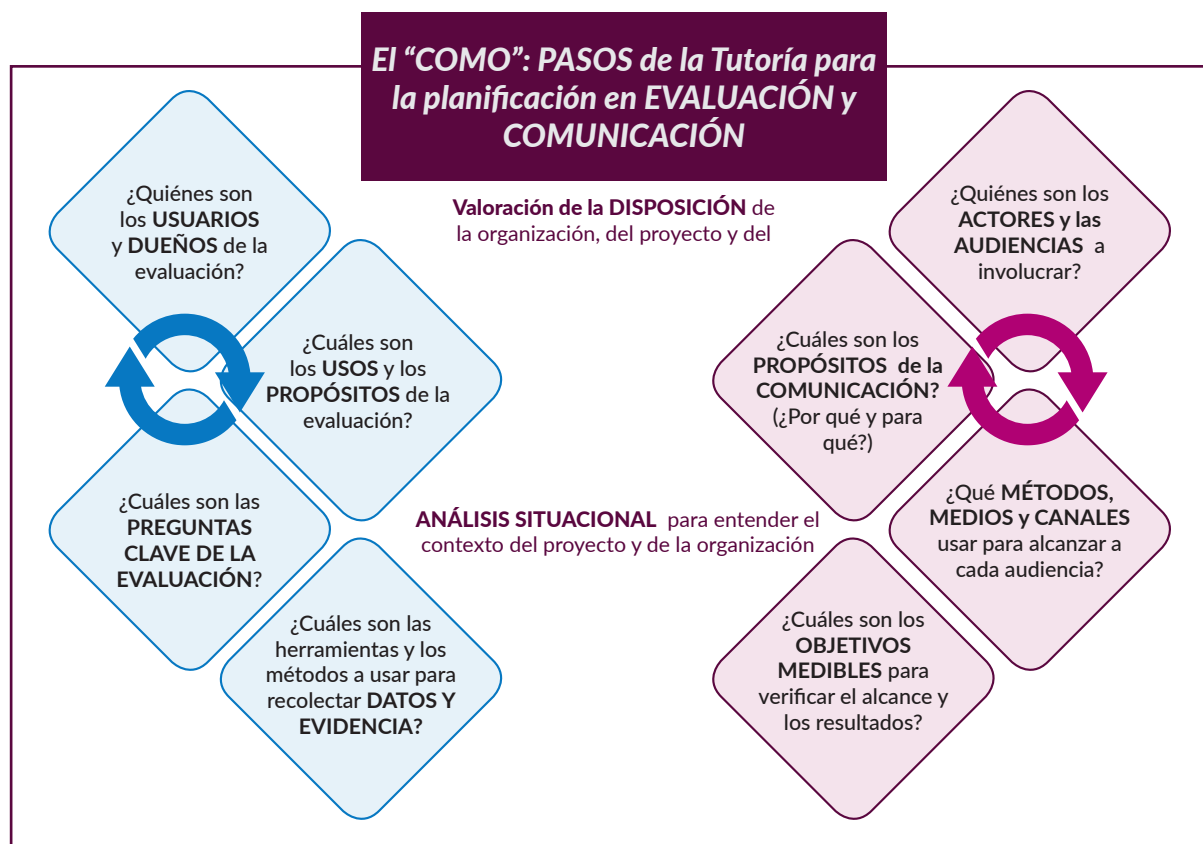 El “COMO”: PASOS de la Tutoría para
la planificación en EVALUACIÓN y
COMUNICACIÓN
¿Quiénes son
los USUARIOS
y DUEÑOS de la
evaluación?
¿Cuáles son
los USOS y los
PROPÓSITOS de la
evaluación?
¿Cuáles son las
PREGUNTAS
CLAVE DE LA
EVALUACIÓN?
¿Cuáles son las
herramientas y los
métodos a usar para
recolectar DATOS Y
EVIDENCIA?
Valoración de la DISPOSICIÓN de
la organización, del proyecto y del
ANÁLISIS SITUACIONAL para entender el
contexto del proyecto y de la organización
¿Quiénes son los
ACTORES y las
AUDIENCIAS a
involucrar?
¿Cuáles son los
PROPÓSITOS de la
COMUNICACIÓN?
(¿Por qué y para
qué?)
¿Qué MÉTODOS,
MEDIOS y CANALES
usar para alcanzar a
cada audiencia?
¿Cuáles son los
OBJETIVOS
MEDIBLES para
verificar el alcance y
los resultados?